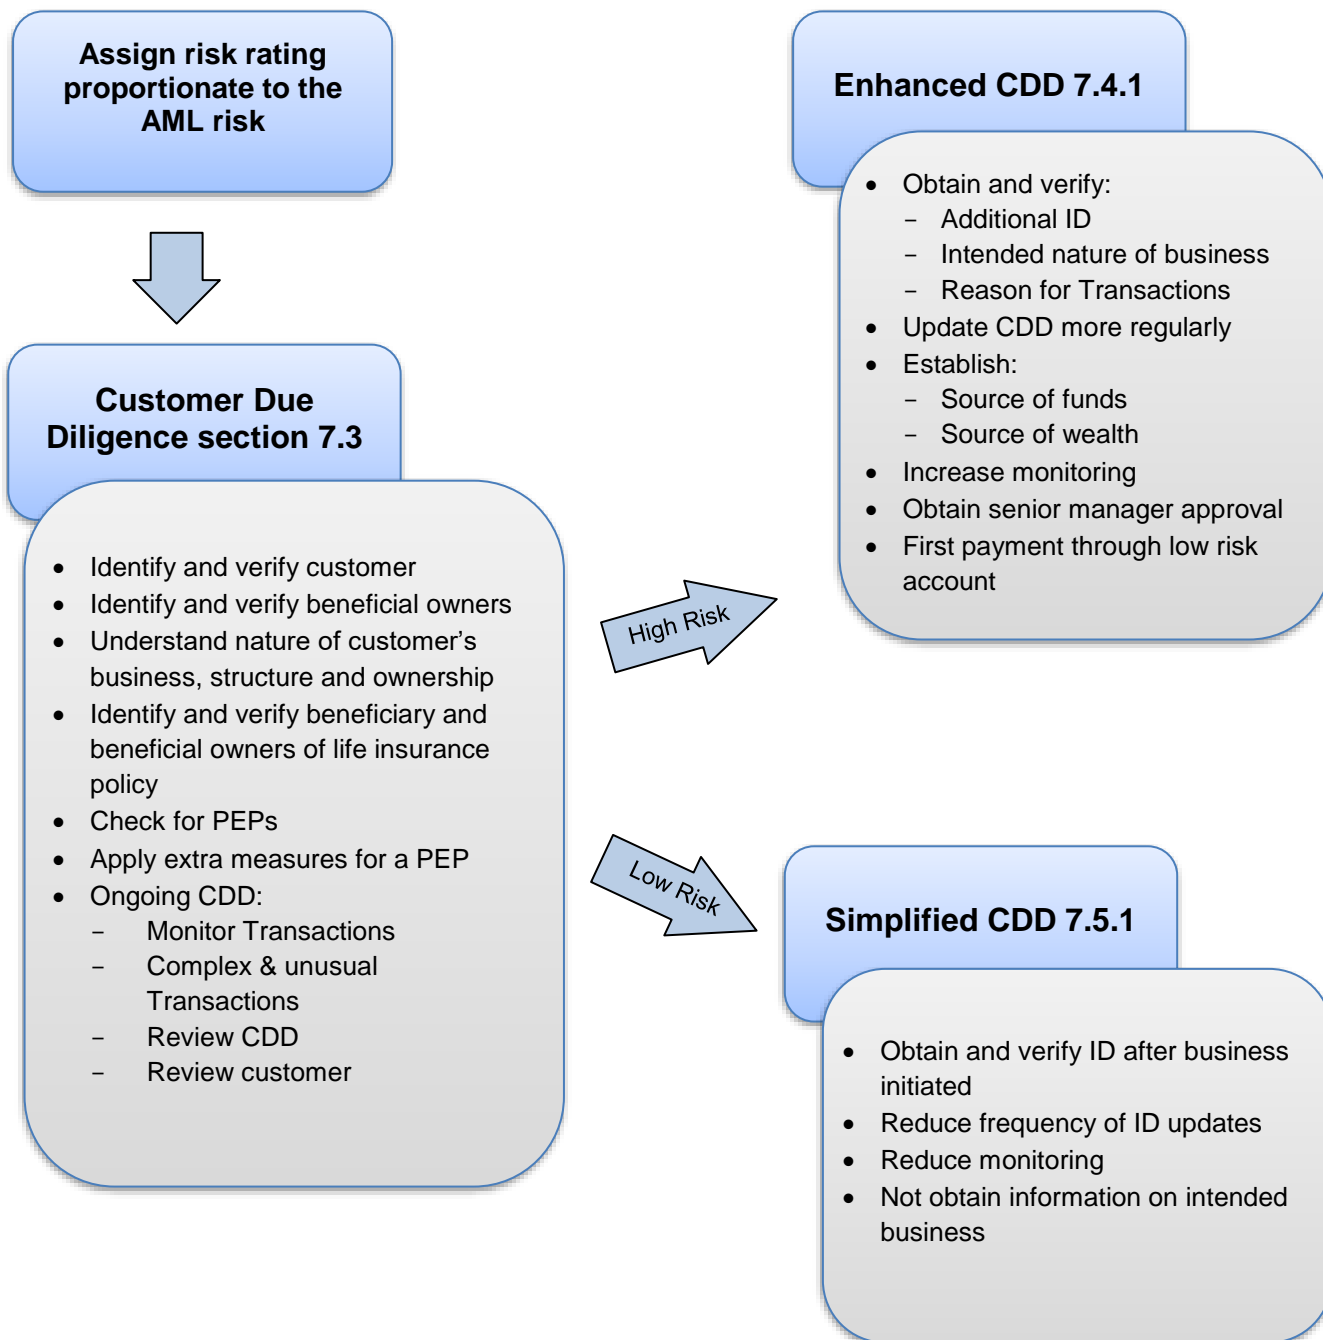 Assign risk rating
proportionate to the
AML risk
Customer Due
Diligence section 7.3
• Identify and verify customer
• Identify and verify beneficial owners
• Understand nature of customer’s
business, structure and ownership
• Identify and verify beneficiary and
beneficial owners of life insurance
policy
• Check for PEPs
• Apply extra measures for a PEP
• Ongoing CDD:
– Monitor Transactions
– Complex & unusual
Transactions
– Review CDD
– Review customer
High Risk
Low Risk
Enhanced CDD 7.4.1
• Obtain and verify:
– Additional ID
– Intended nature of business
– Reason for Transactions
• Update CDD more regularly
• Establish:
– Source of funds
– Source of wealth
• Increase monitoring
• Obtain senior manager approval
• First payment through low risk
account
Simplified CDD 7.5.1
• Obtain and verify ID after business
initiated
• Reduce frequency of ID updates
• Reduce monitoring
• Not obtain information on intended
business